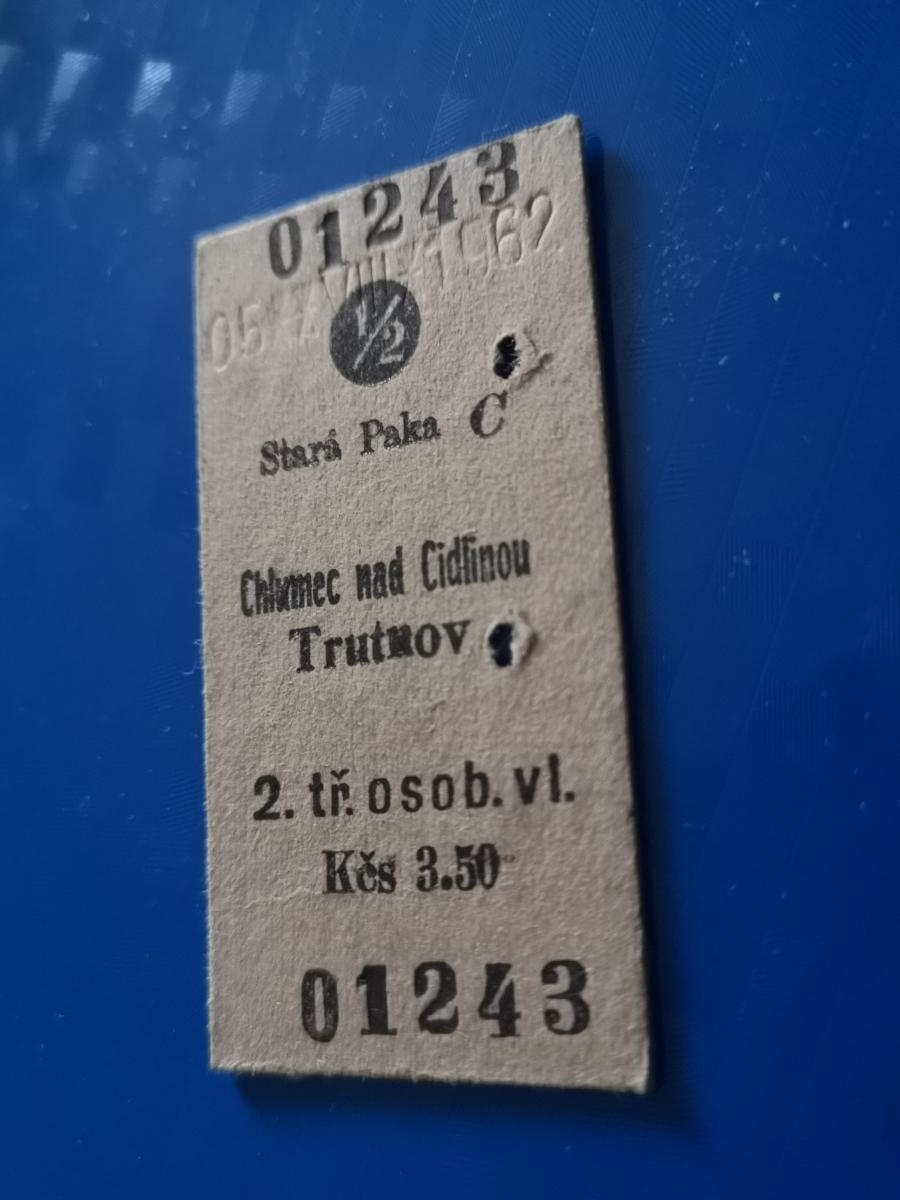 01243
05 VIII 1962
1/2
Stará Paka C
Chlumec nad Cidlinou
Trutnov
2. tř. osob. vl.
Kčs 3.50
01243